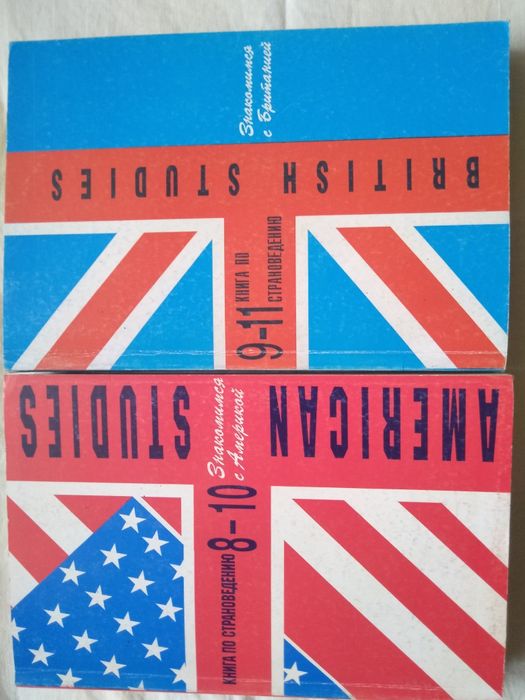 Знакомимся
с Британией
BRITISH STUDIES
9-11
КНИГА ПО
СТРАНОВЕДЕНИЮ
AMERICAN
STUDIES
Знакомимся
с Америкой
8-10
КНИГА ПО СТРАНОВЕДЕНИЮ